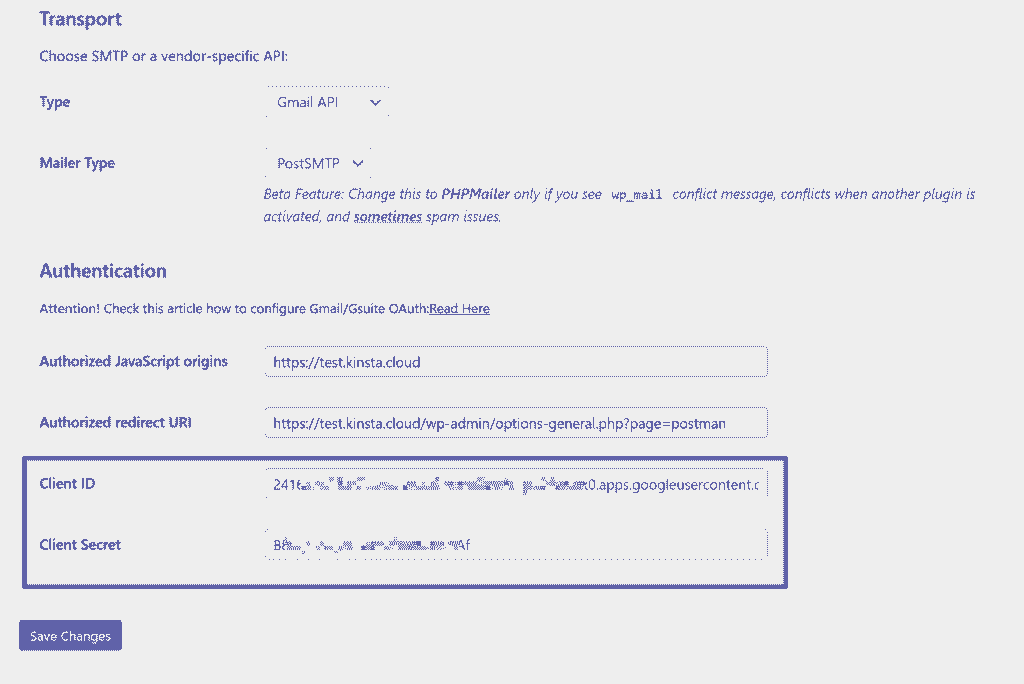 Transport
Choose SMTP or a vendor-specific API:
Type
Gmail API
Mailer Type
PostSMTP
Beta Feature: Change this to PHPMailer only if you see wp_mail conflict message, conflicts when another plugin is
activated, and sometimes spam issues.
Authentication
Attention! Check this article how to configure Gmail/Gsuite OAuth:Read Here
Authorized JavaScript origins
https://test.kinsta.cloud
Authorized redirect URI
https://test.kinsta.cloud/wp-admin/options-general.php?page=postman
Client ID
0.apps.googleusercontent.c
Client Secret
Save Changes